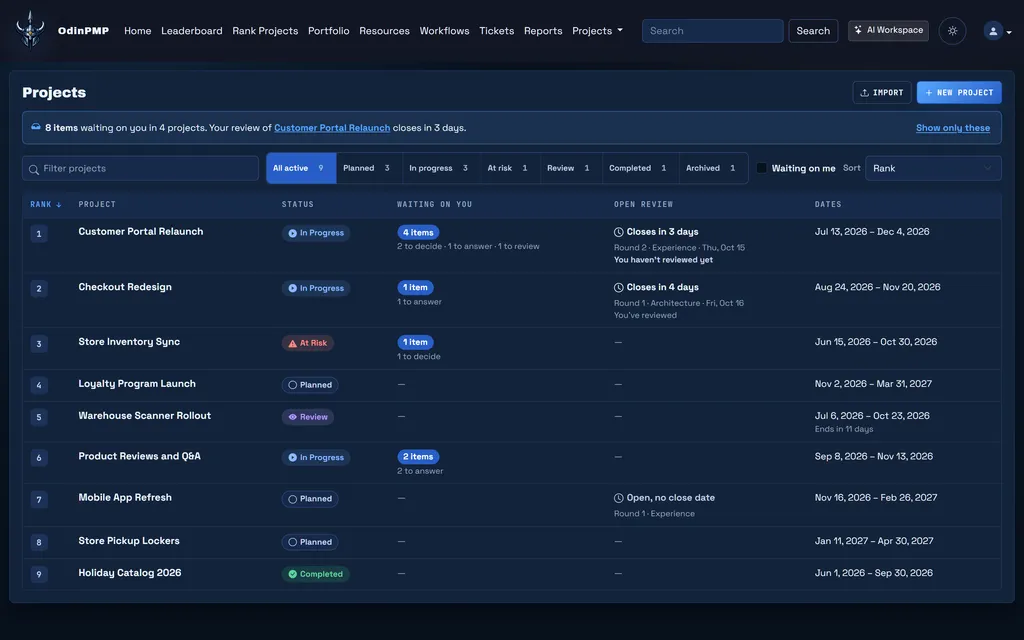 OdinPMP Home Leaderboard Rank Projects Portfolio Resources Workflows Tickets Reports Projects Search Search AI Workspace
Projects IMPORT + NEW PROJECT
8 items waiting on you in 4 projects. Your review of Customer Portal Relaunch closes in 3 days. Show only these
Filter projects All active 9 Planned 3 In progress 3 At risk 1 Review 1 Completed 1 Archived 1 Waiting on me Sort Rank
RANK ↓ PROJECT STATUS WAITING ON YOU OPEN REVIEW DATES
1 Customer Portal Relaunch In Progress 4 items Closes in 3 days Jul 13, 2026 – Dec 4, 2026
2 to decide · 1 to answer · 1 to review Round 2 · Experience · Thu, Oct 15
You haven't reviewed yet
2 Checkout Redesign In Progress 1 item Closes in 4 days Aug 24, 2026 – Nov 20, 2026
1 to answer Round 1 · Architecture · Fri, Oct 16
You've reviewed
3 Store Inventory Sync At Risk 1 item — Jun 15, 2026 – Oct 30, 2026
1 to decide
4 Loyalty Program Launch Planned — — Nov 2, 2026 – Mar 31, 2027
5 Warehouse Scanner Rollout Review — — Jul 6, 2026 – Oct 23, 2026
Ends in 11 days
6 Product Reviews and Q&A In Progress 2 items — Sep 8, 2026 – Nov 13, 2026
2 to answer
7 Mobile App Refresh Planned — Open, no close date Nov 16, 2026 – Feb 26, 2027
Round 1 · Experience
8 Store Pickup Lockers Planned — — Jan 11, 2027 – Apr 30, 2027
9 Holiday Catalog 2026 Completed — — Jun 1, 2026 – Sep 30, 2026